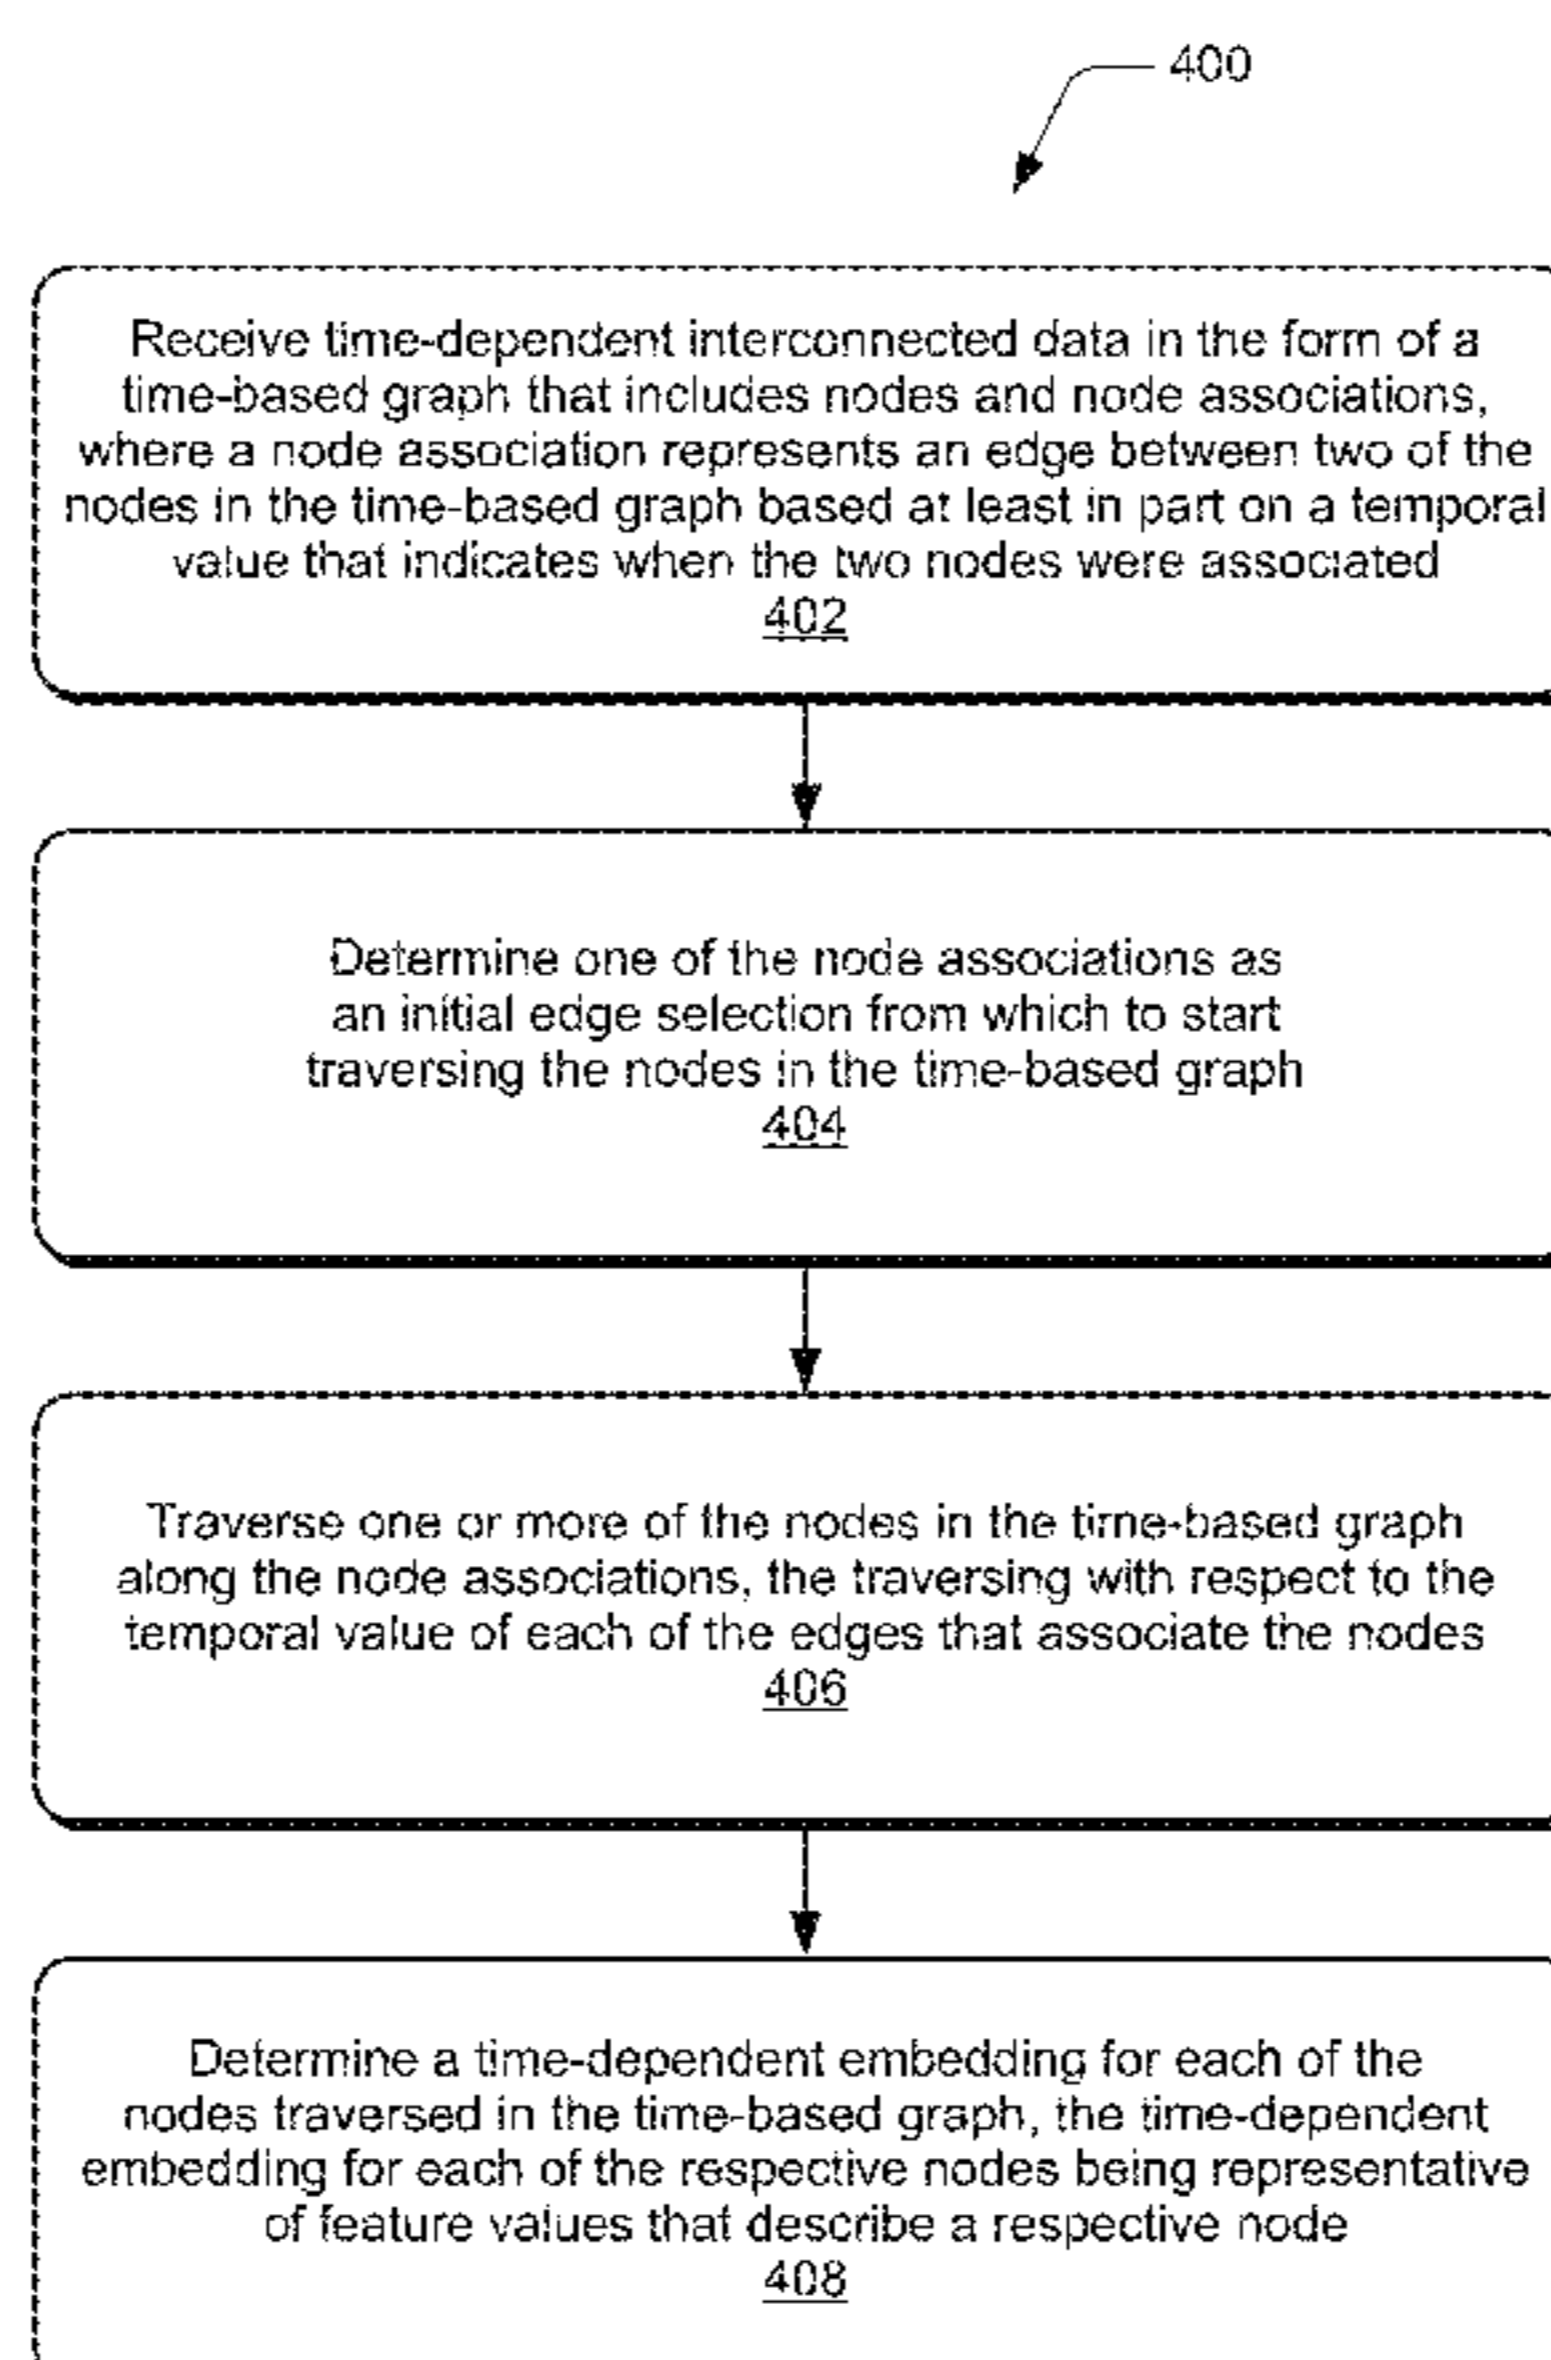 400
Receive time-dependent interconnected data in the form of a
time-based graph that includes nodes and node associations,
where a node association represents an edge between two of the
nodes in the time-based graph based at least in part on a temporal
value that indicates when the two nodes were associated
402
Determine one of the node associations as
an initial edge selection from which to start
traversing the nodes in the time-based graph
404
Traverse one or more of the nodes in the time-based graph
along the node associations, the traversing with respect to the
temporal value of each of the edges that associate the nodes
406
Determine a time-dependent embedding for each of the
nodes traversed in the time-based graph, the time-dependent
embedding for each of the respective nodes being representative
of feature values that describe a respective node
408